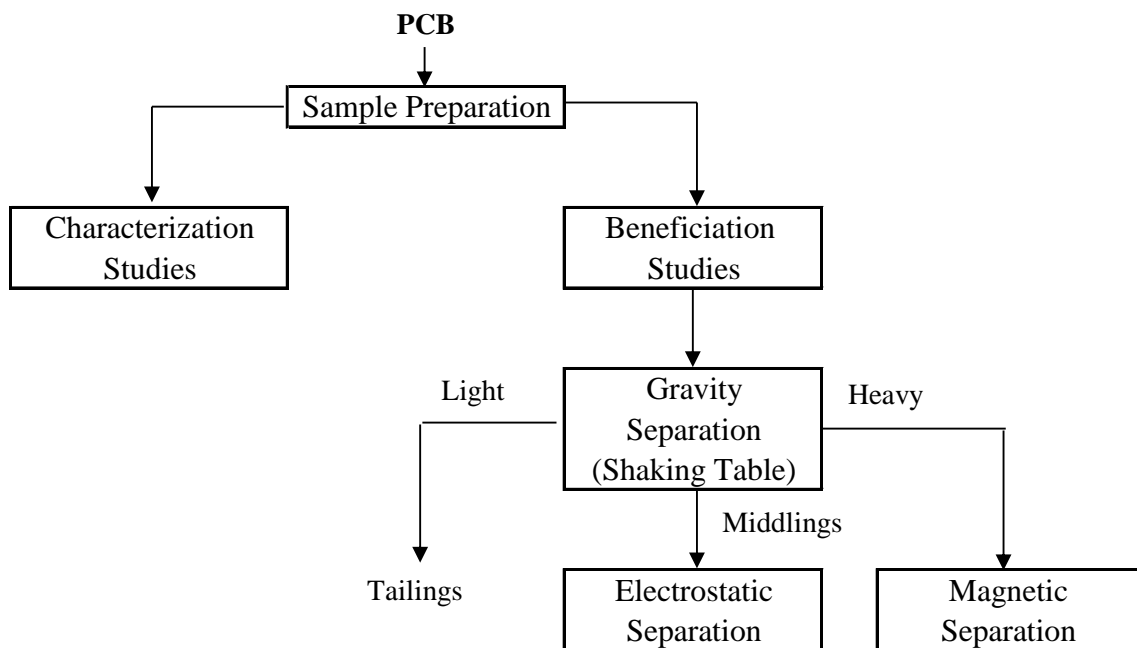 PCB
Sample Preparation
Characterization
Studies
Beneficiation
Studies
Light
Gravity
Separation
(Shaking Table)
Heavy
Middlings
Tailings
Electrostatic
Separation
Magnetic
Separation